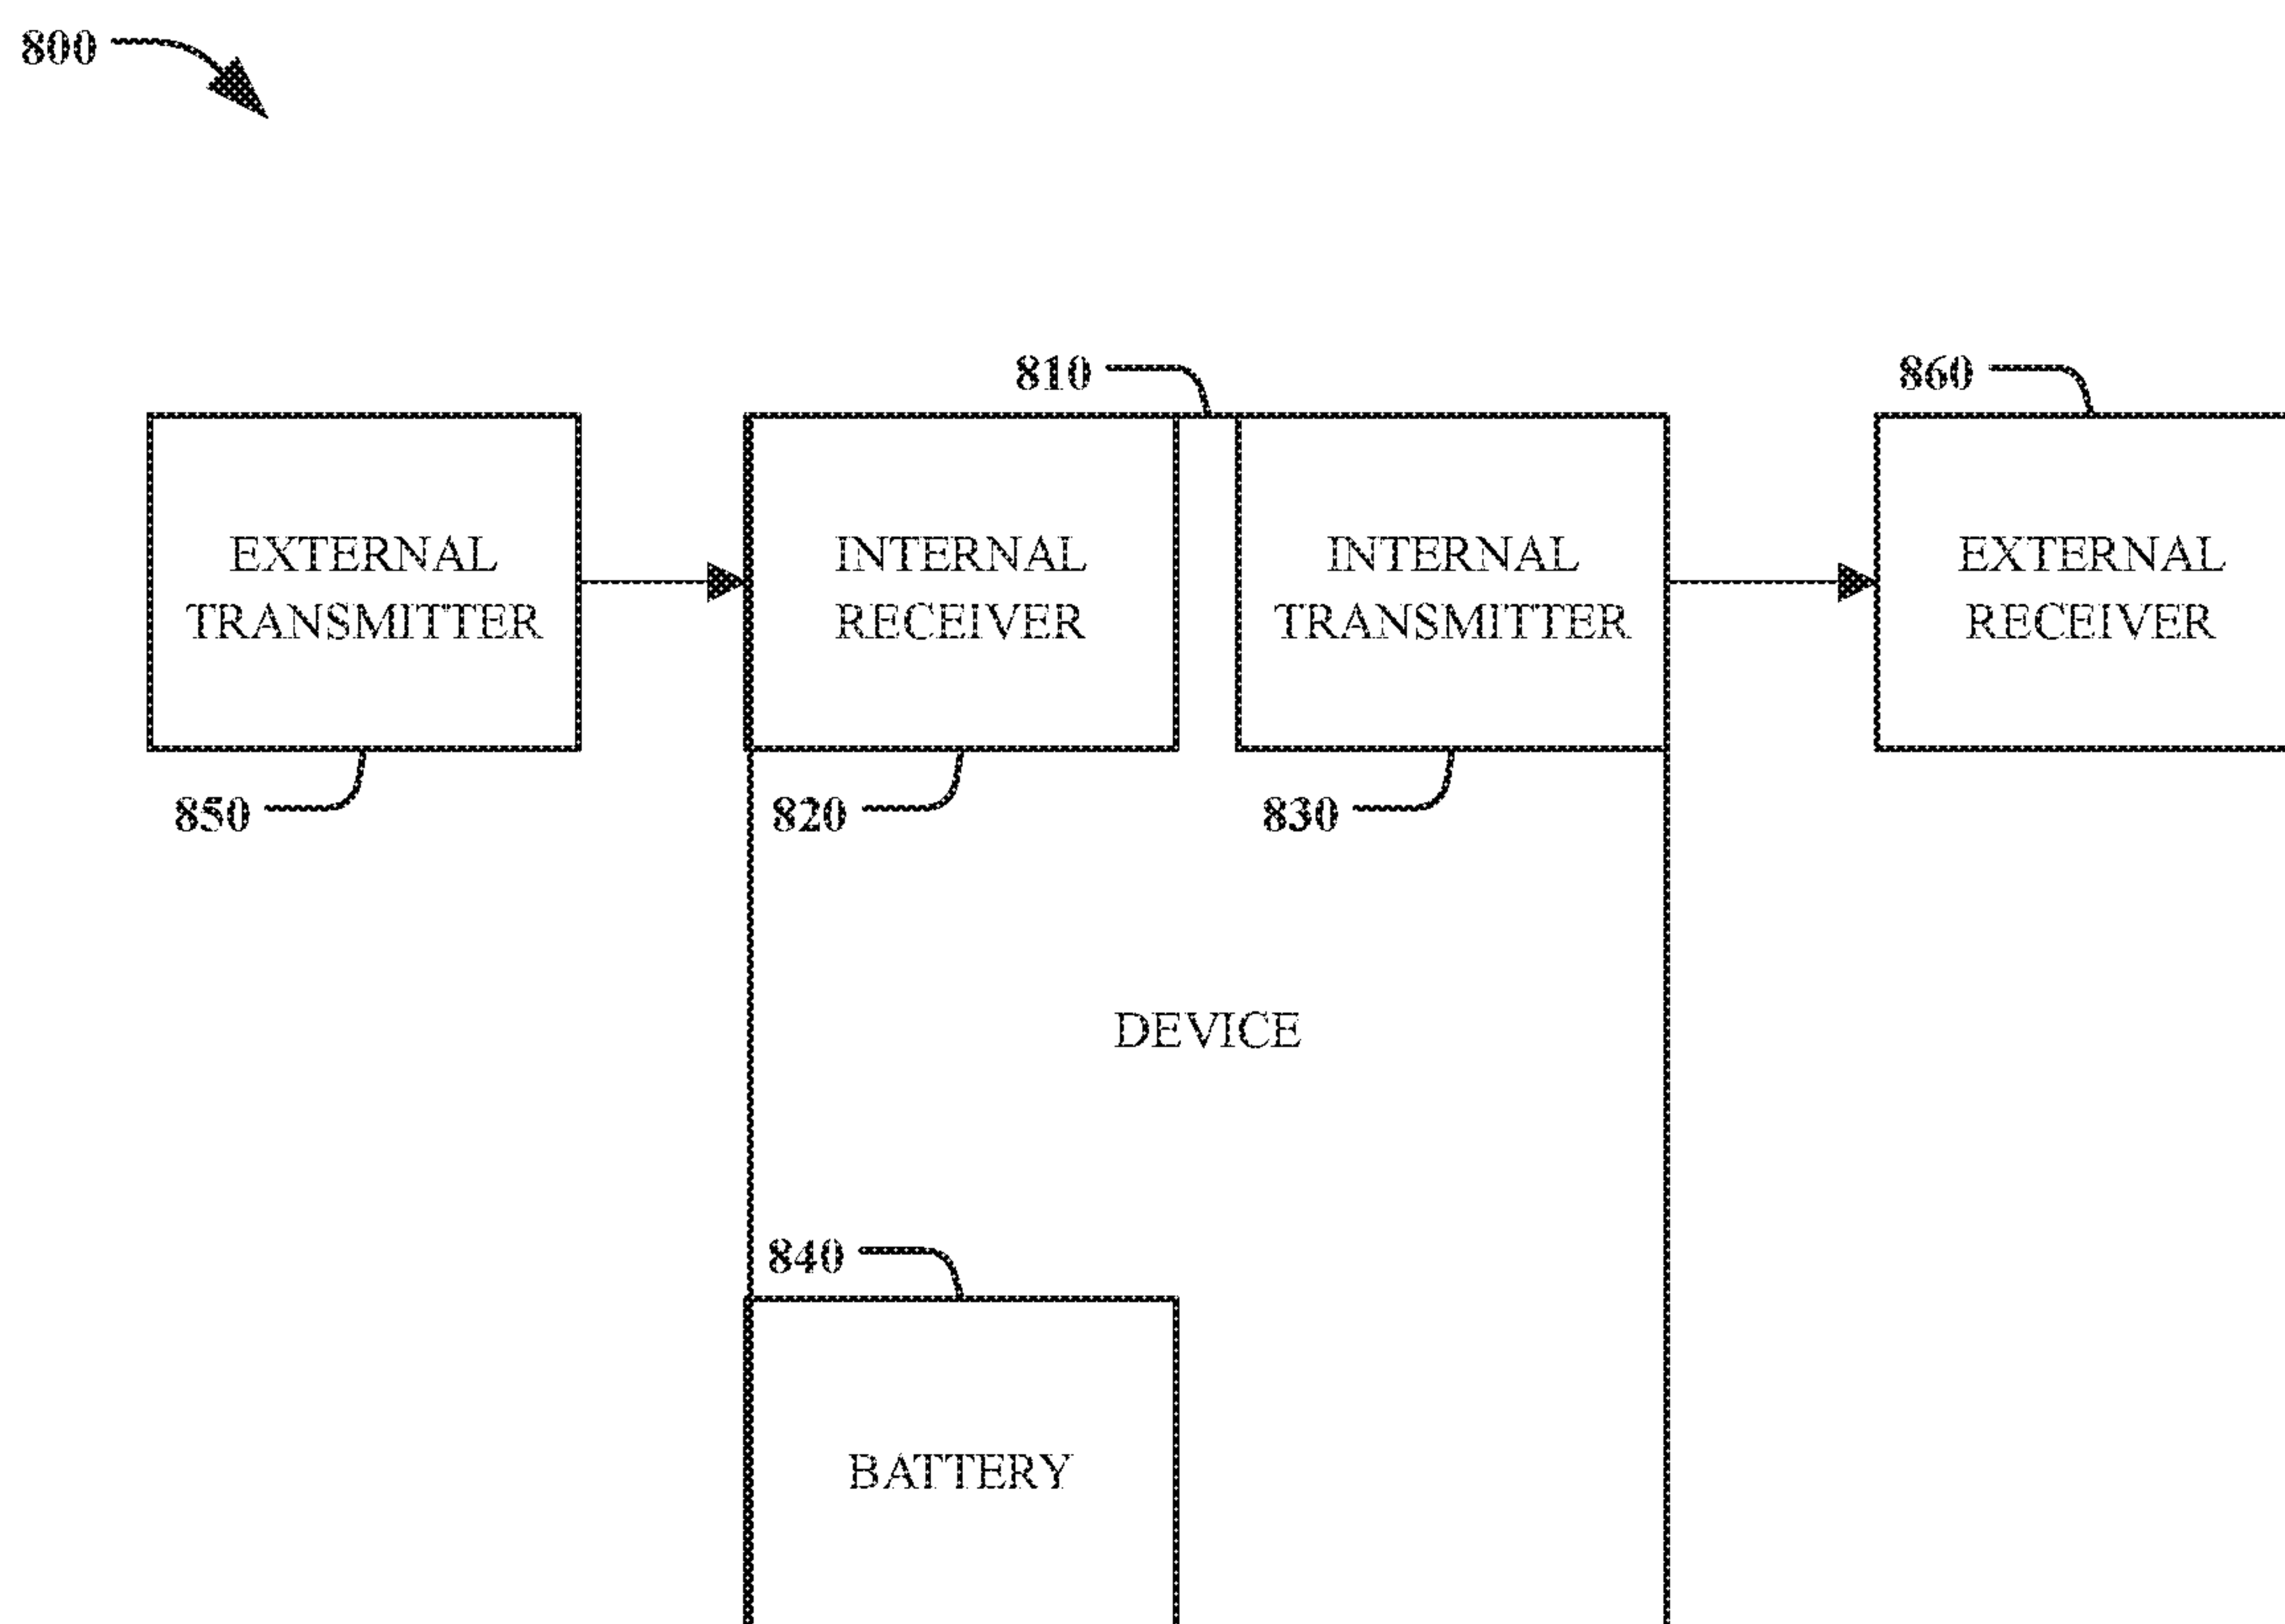 800
810
860
EXTERNAL
TRANSMITTER
INTERNAL
RECEIVER
INTERNAL
TRANSMITTER
EXTERNAL
RECEIVER
850
820
830
DEVICE
840
BATTERY